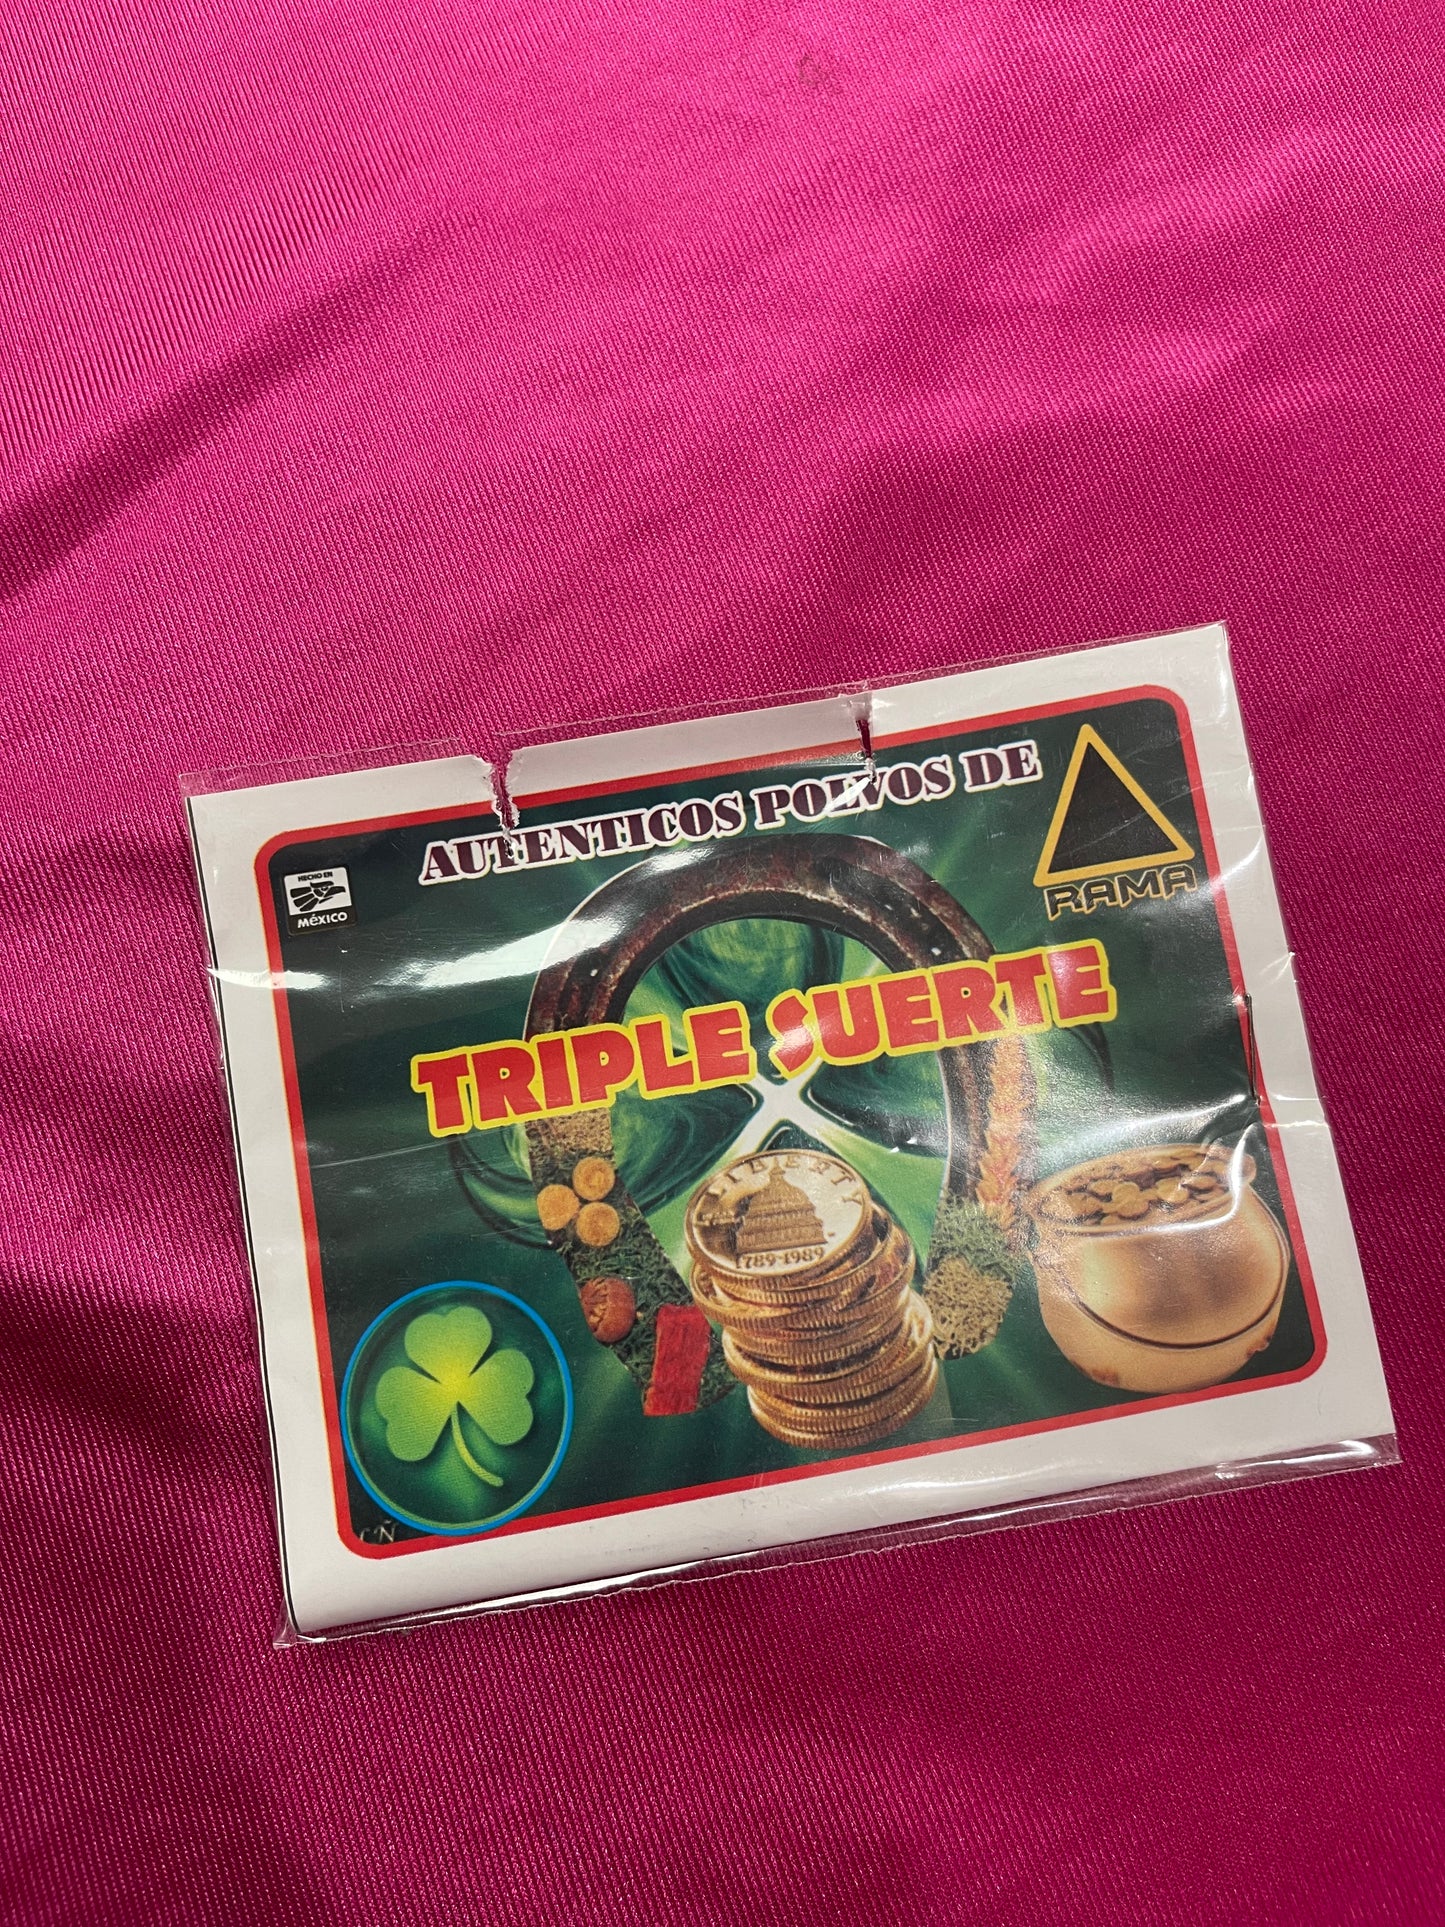 AUTENTICOS POLVOS DE
RAMA
HECHO EN
MÉXICO
TRIPLE SUERTE
LIBERTY
1789-1989